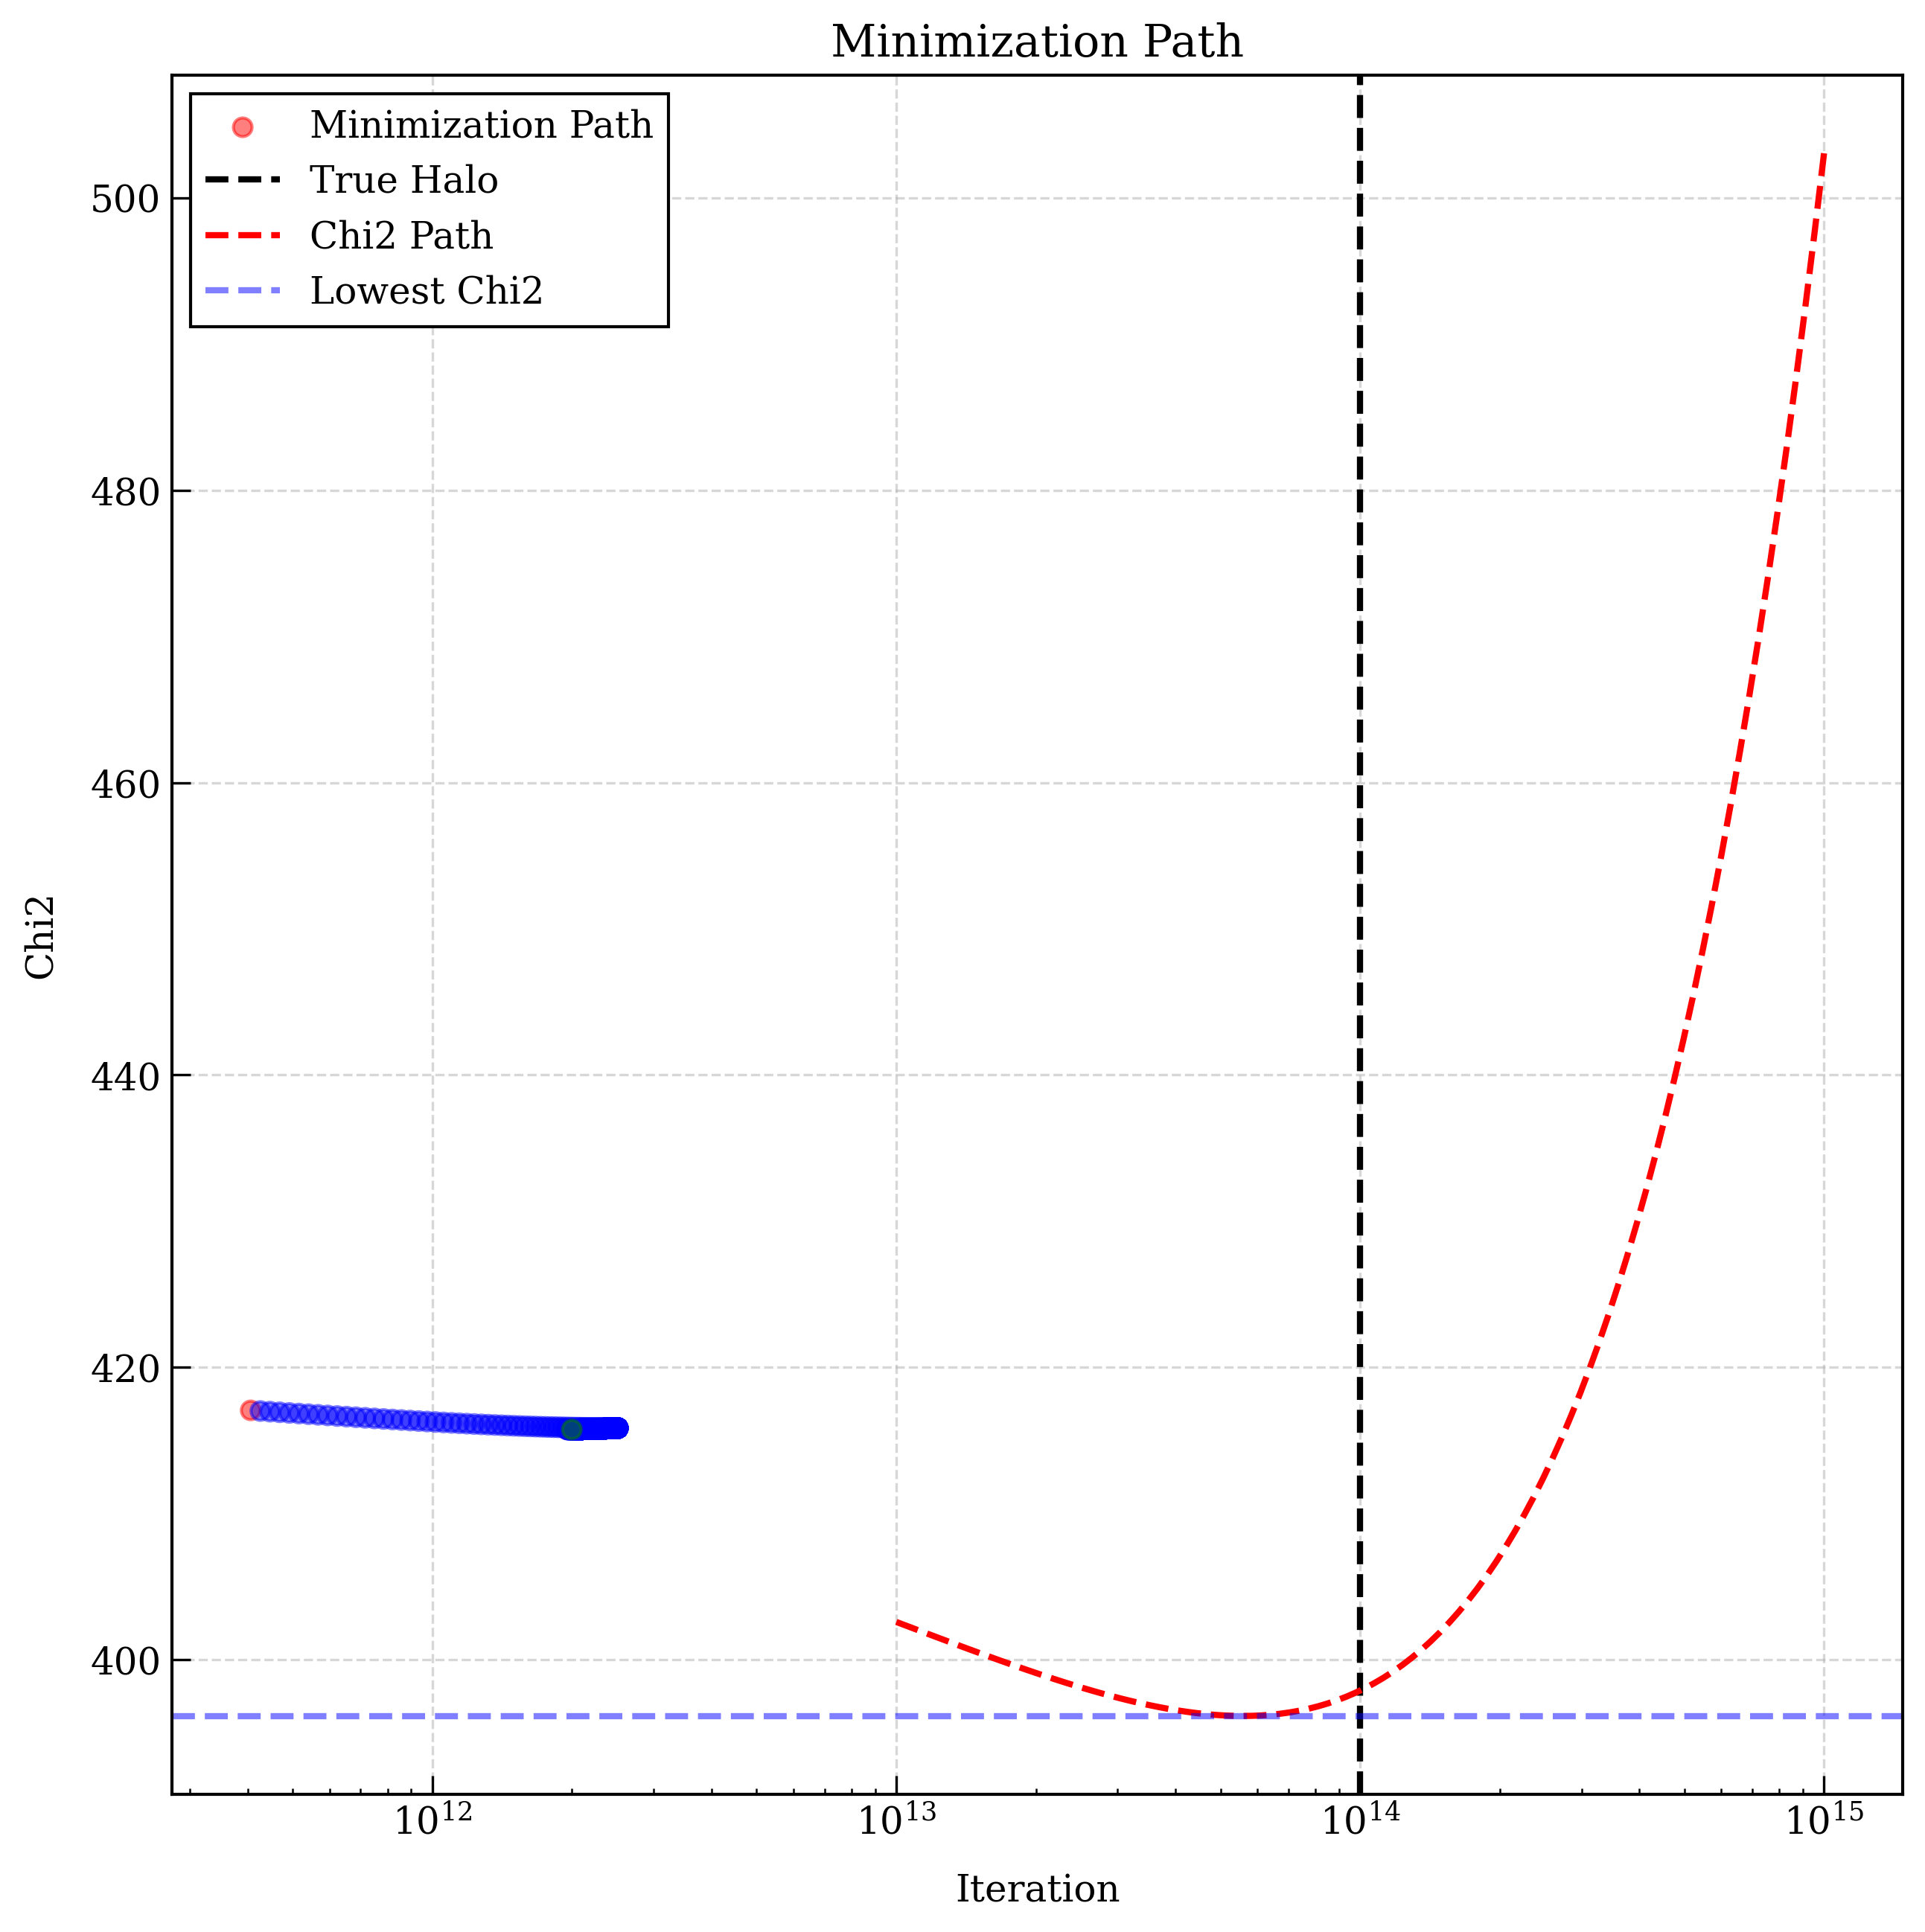 Minimization Path
Minimization Path
True Halo
Chi2 Path
Lowest Chi2
500
480
460
440
420
400
Chi2
10¹² 10¹³ 10¹⁴ 10¹⁵
Iteration